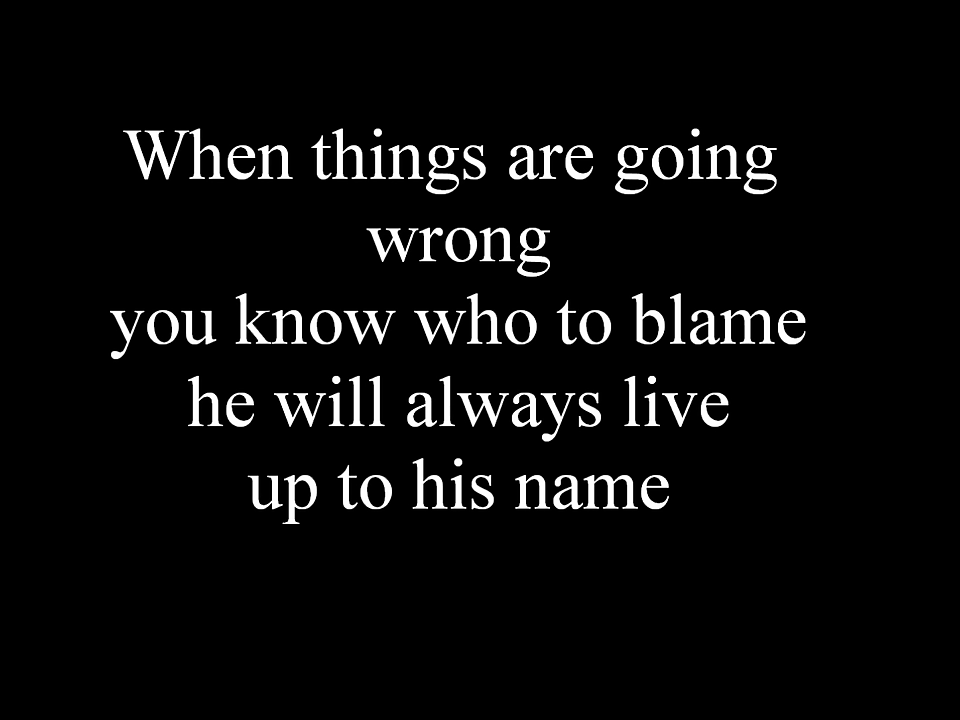 When things are going
wrong
you know who to blame
he will always live
up to his name